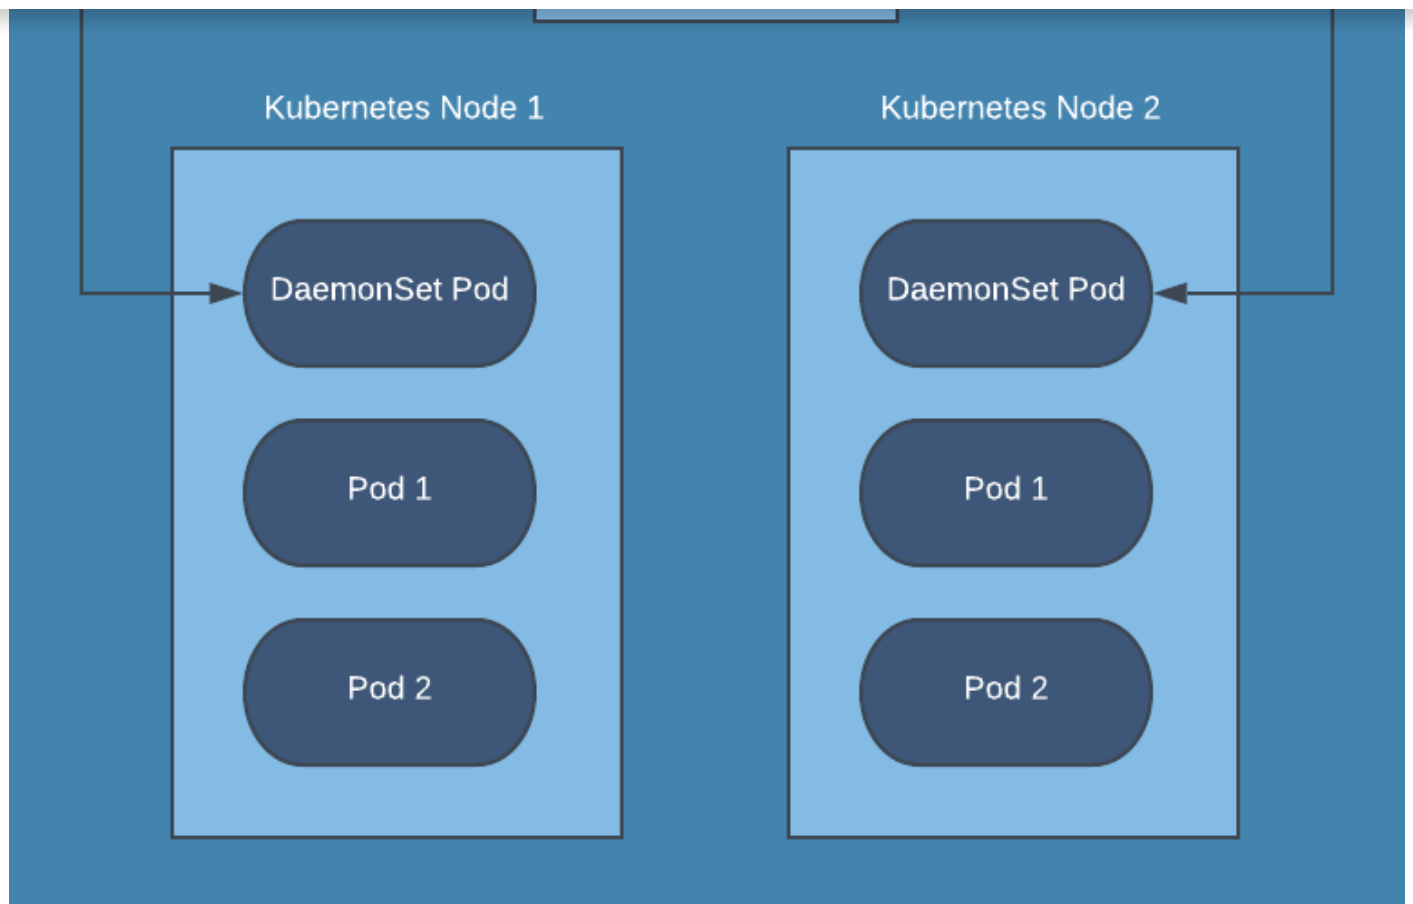 Kubernetes Node 1
Kubernetes Node 2
DaemonSet Pod
DaemonSet Pod
Pod 1
Pod 1
Pod 2
Pod 2